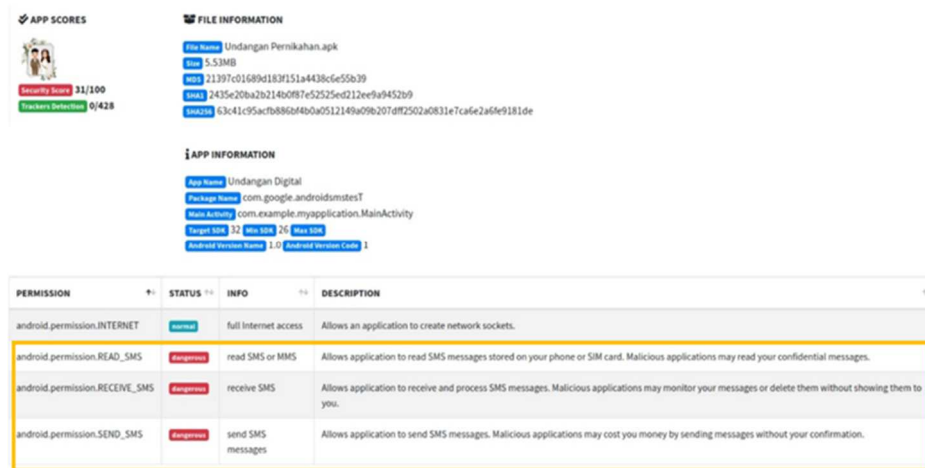 APP SCORES
Security Score 31/100
Trackers Detection 0/428
FILE INFORMATION
File Name Undangan Pernikahan.apk
Size 5.53MB
MD5 21397c01689d183f151a4438c6e55b39
SHA1 2435e20ba2b214b0f87e52525ed212ee9a9452b9
SHA256 63c41c95acfb886bf4b0a0512149a09b207dff2502a0831e7ca6e2a6fe9181de
APP INFORMATION
App Name Undangan Digital
Package Name com.google.androidsmstesT
Main Activity com.example.myapplication.MainActivity
Target SDK 32 Min SDK 26 Max SDK
Android Version Name 1.0 Android Version Code 1
PERMISSION STATUS INFO DESCRIPTION
android.permission.INTERNET normal full Internet access Allows an application to create network sockets.
android.permission.READ_SMS dangerous read SMS or MMS Allows application to read SMS messages stored on your phone or SIM card. Malicious applications may read your confidential messages.
android.permission.RECEIVE_SMS dangerous receive SMS Allows application to receive and process SMS messages. Malicious applications may monitor your messages or delete them without showing them to
you.
android.permission.SEND_SMS dangerous send SMS Allows application to send SMS messages. Malicious applications may cost you money by sending messages without your confirmation.
messages